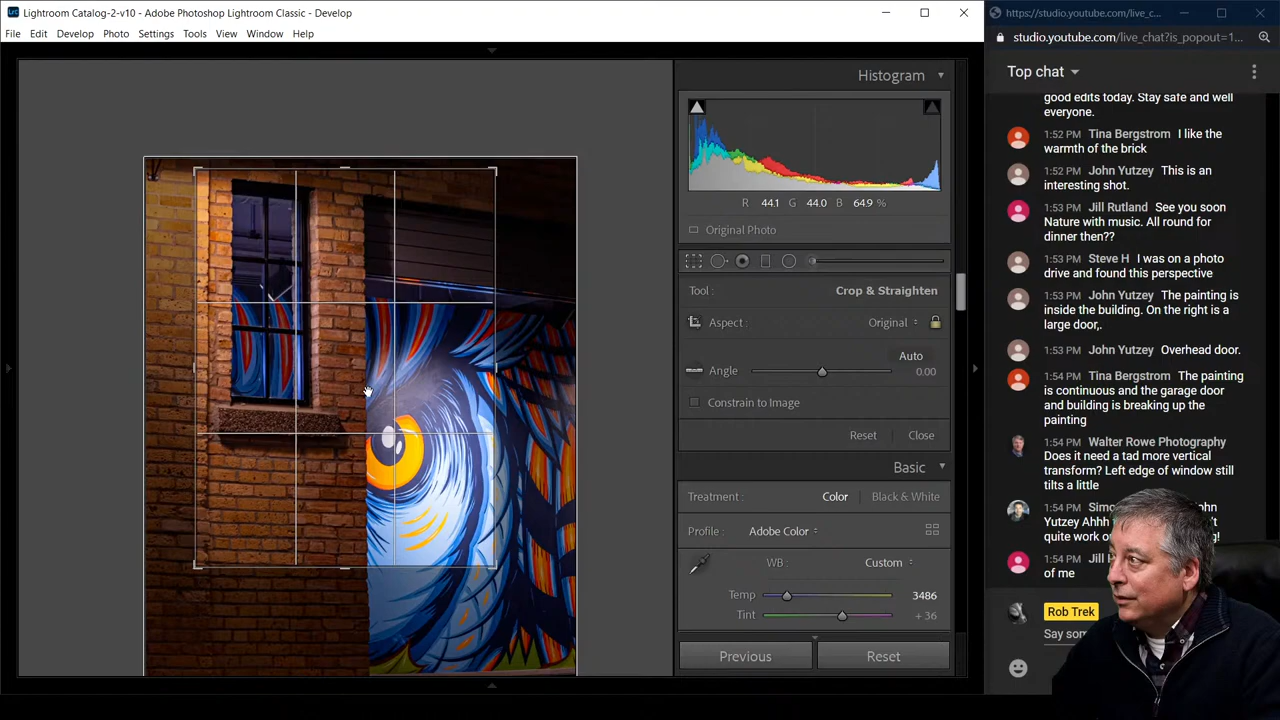 Lightroom Catalog-2-v10 - Adobe Photoshop Lightroom Classic - Develop
File Edit Develop Photo Settings Tools View Window Help
Histogram
R 44.1 G 44.0 B 64.9 %
Original Photo
Tool: Crop & Straighten
Aspect: Original
Auto
Angle 0.00
Constrain to Image
Reset Close
Basic
Treatment: Color Black & White
Profile: Adobe Color
WB: Custom
Temp 3486
Tint + 36
Previous Reset
https://studio.youtube.com/live_c...
studio.youtube.com/live_chat?is_popout=1...
Top chat
good edits today. Stay safe and well
everyone.
1:52 PM Tina Bergstrom I like the
warmth of the brick
1:52 PM John Yutzey This is an
interesting shot.
1:53 PM Jill Rutland See you soon
Nature with music. All round for
dinner then??
1:53 PM Steve H I was on a photo
drive and found this perspective
1:53 PM John Yutzey The painting is
inside the building. On the right is a
large door,.
1:53 PM John Yutzey Overhead door.
1:54 PM Tina Bergstrom The painting
is continuous and the garage door
and building is breaking up the
painting
1:54 PM Walter Rowe Photography
Does it need a tad more vertical
transform? Left edge of window still
tilts a little
1:54 PM
Yutzey Ahhh
quite work
1:54 PM Jill
of me
Rob Trek